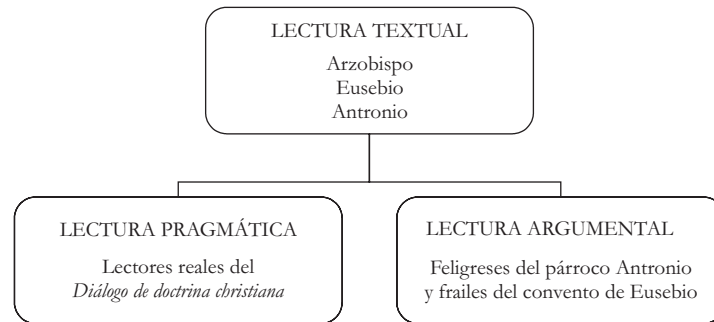 LECTURA TEXTUAL
Arzobispo
Eusebio
Antronio
LECTURA PRAGMÁTICA
Lectores reales del
Diálogo de doctrina christiana
LECTURA ARGUMENTAL
Feligreses del párroco Antronio
y frailes del convento de Eusebio